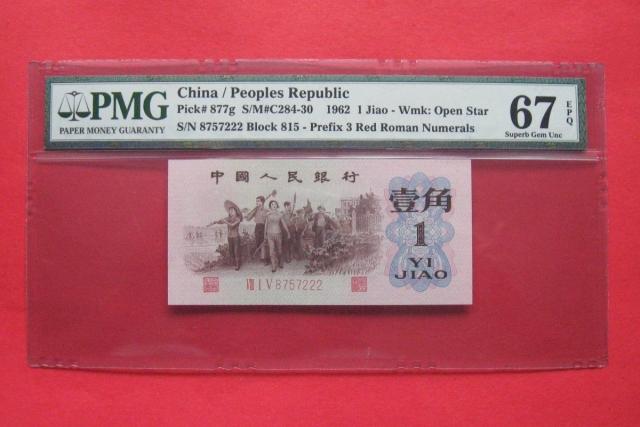 PMG
PAPER MONEY GUARANTY
China / Peoples Republic
Pick# 877g S/M#C284-30 1962 1 Jiao - Wmk: Open Star
S/N 8757222 Block 815 - Prefix 3 Red Roman Numerals
67 EPQ
Superb Gem Unc
中國人民銀行
壹角
1
YI
JIAO
VIII I V 8757222